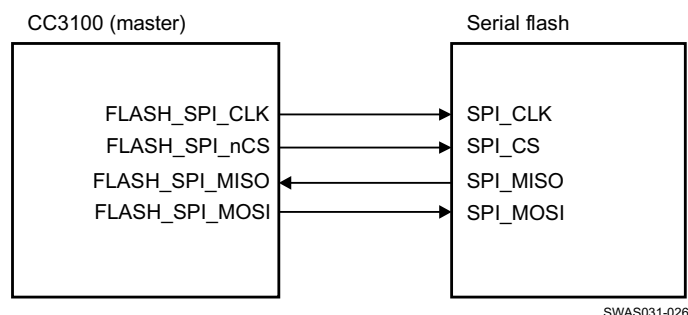 CC3100 (master)
Serial flash
FLASH_SPI_CLK
SPI_CLK
FLASH_SPI_nCS
SPI_CS
FLASH_SPI_MISO
SPI_MISO
FLASH_SPI_MOSI
SPI_MOSI
SWAS031-026